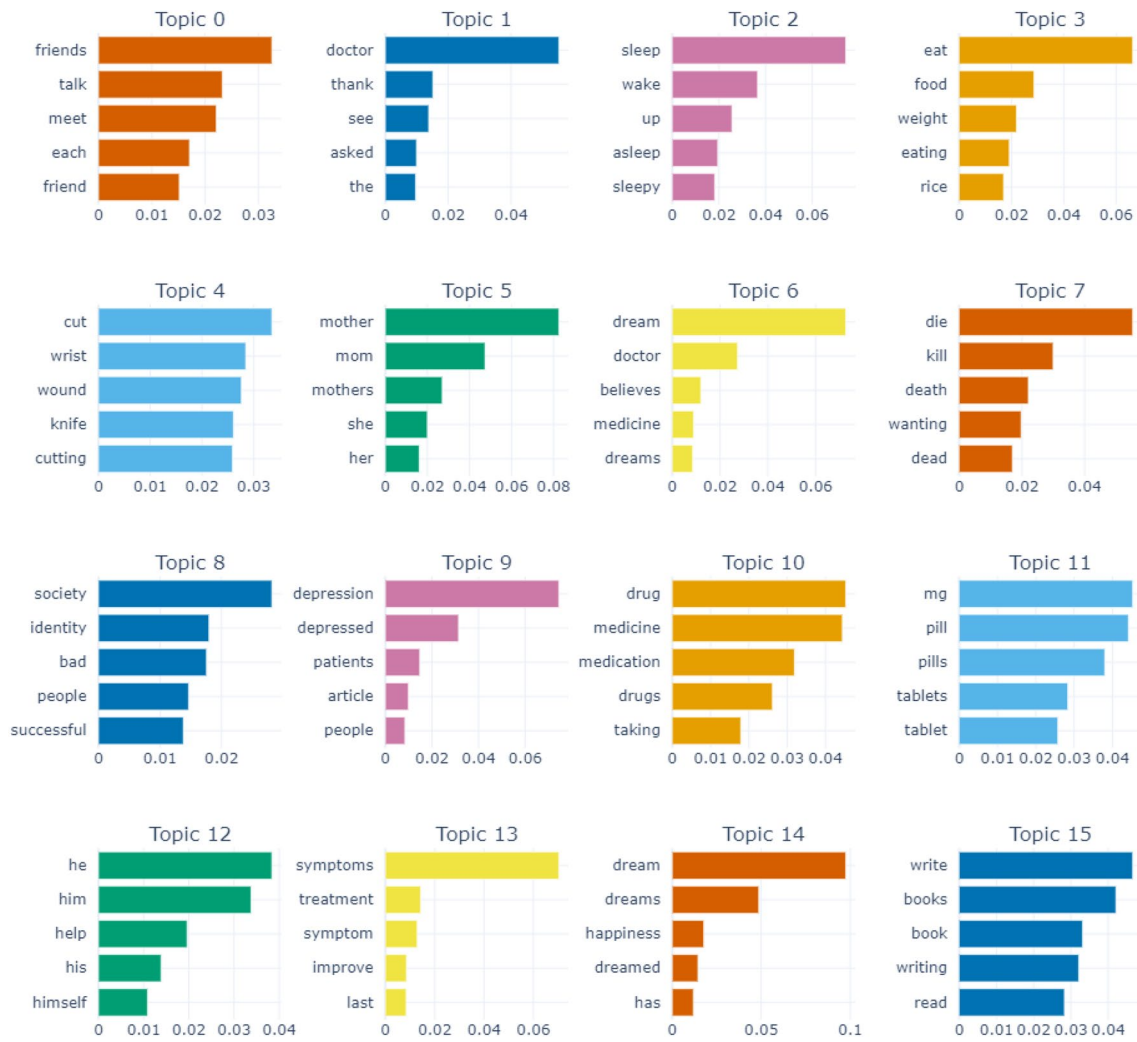 Topic 0
friends
talk
meet
each
friend
0 0.01 0.02 0.03
Topic 1
doctor
thank
see
asked
the
0 0.02 0.04
Topic 2
sleep
wake
up
asleep
sleepy
0 0.02 0.04 0.06
Topic 3
eat
food
weight
eating
rice
0 0.02 0.04 0.06
Topic 4
cut
wrist
wound
knife
cutting
0 0.01 0.02 0.03
Topic 5
mother
mom
mothers
she
her
0 0.02 0.04 0.06 0.08
Topic 6
dream
doctor
believes
medicine
dreams
0 0.02 0.04 0.06
Topic 7
die
kill
death
wanting
dead
0 0.02 0.04
Topic 8
society
identity
bad
people
successful
0 0.01 0.02
Topic 9
depression
depressed
patients
article
people
0 0.02 0.04 0.06
Topic 10
drug
medicine
medication
drugs
taking
0 0.01 0.02 0.03 0.04
Topic 11
mg
pill
pills
tablets
tablet
0 0.01 0.02 0.03 0.04
Topic 12
he
him
help
his
himself
0 0.01 0.02 0.03 0.04
Topic 13
symptoms
treatment
symptom
improve
last
0 0.02 0.04 0.06
Topic 14
dream
dreams
happiness
dreamed
has
0 0.05 0.1
Topic 15
write
books
book
writing
read
0 0.01 0.02 0.03 0.04